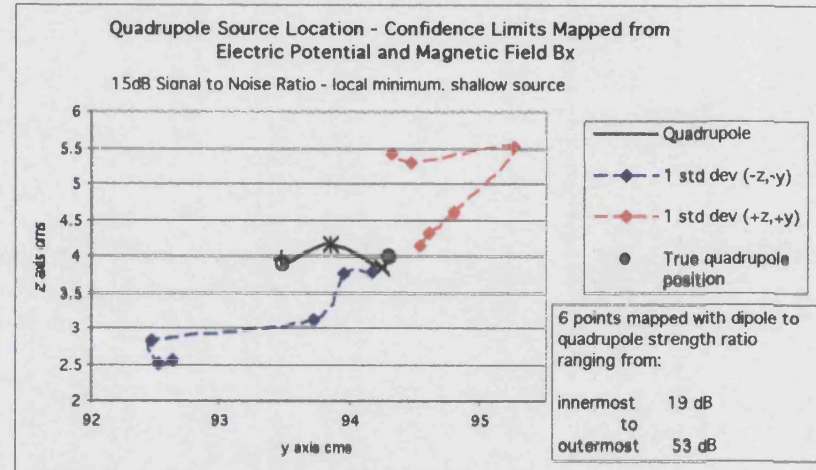 Quadrupole Source Location - Confidence Limits Mapped from
Electric Potential and Magnetic Field Bx
15dB Signal to Noise Ratio - local minimum. shallow source
6
5.5
5
4.5
4
3.5
3
2.5
2
z axis cms
92
93
94
95
y axis cms
Quadrupole
1 std dev (-z,-y)
1 std dev (+z,+y)
True quadrupole
position
6 points mapped with dipole to
quadrupole strength ratio
ranging from:
innermost 19 dB
to
outermost 53 dB